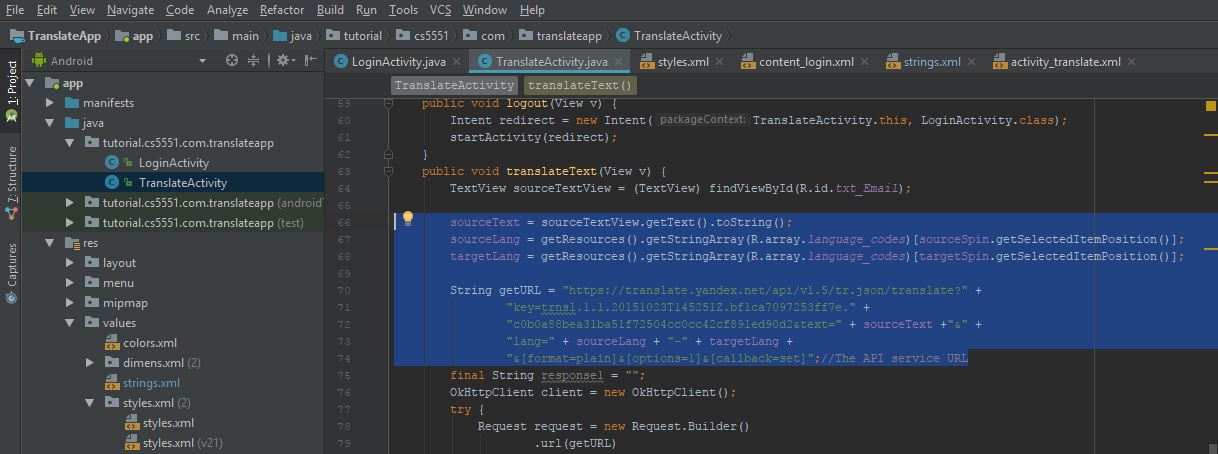 File Edit View Navigate Code Analyze Refactor Build Run Tools VCS Window Help
TranslateApp app src main java tutorial cs5551 com translateapp TranslateActivity
Android
LoginActivity.java TranslateActivity.java styles.xml content_login.xml strings.xml activity_translate.xml
1: Project
7: Structure
Captures
app
manifests
java
tutorial.cs5551.com.translateapp
LoginActivity
TranslateActivity
tutorial.cs5551.com.translateapp (androidT
tutorial.cs5551.com.translateapp (test)
res
layout
menu
mipmap
values
colors.xml
dimens.xml (2)
strings.xml
styles.xml (2)
styles.xml
styles.xml (v21)
TranslateActivity translateText()
59 public void logout(View v) {
60 Intent redirect = new Intent( packageContext: TranslateActivity.this, LoginActivity.class);
61 startActivity(redirect);
62 }
63 public void translateText(View v) {
64 TextView sourceTextView = (TextView) findViewById(R.id.txt_Email);
65
66 sourceText = sourceTextView.getText().toString();
67 sourceLang = getResources().getStringArray(R.array.language_codes)[sourceSpin.getSelectedItemPosition()];
68 targetLang = getResources().getStringArray(R.array.language_codes)[targetSpin.getSelectedItemPosition()];
69
70 String getURL = "https://translate.yandex.net/api/v1.5/tr.json/translate?" +
71 "key=trnsl.1.1.20151023T145251Z.bf1ca7097253ff7e." +
72 "c0b0a88bea31ba51f72504cc0cc42cf891ed90d2&text=" + sourceText +"&" +
73 "lang=" + sourceLang + "-" + targetLang +
74 "&[format=plain]&[options=1]&[callback=set]";//The API service URL
75 final String response1 = "";
76 OkHttpClient client = new OkHttpClient();
77 try {
78 Request request = new Request.Builder()
79 .url(getURL)